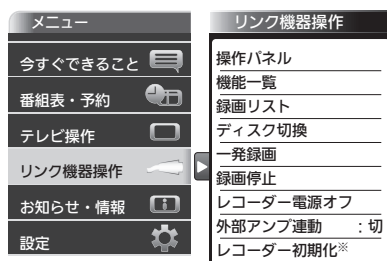 メニュー
今すぐできること
番組表・予約
テレビ操作
リンク機器操作
お知らせ・情報
設定
リンク機器操作
操作パネル
機能一覧
録画リスト
ディスク切換
一発録画
録画停止
レコーダー電源オフ
外部アンプ連動 :切
レコーダー初期化※